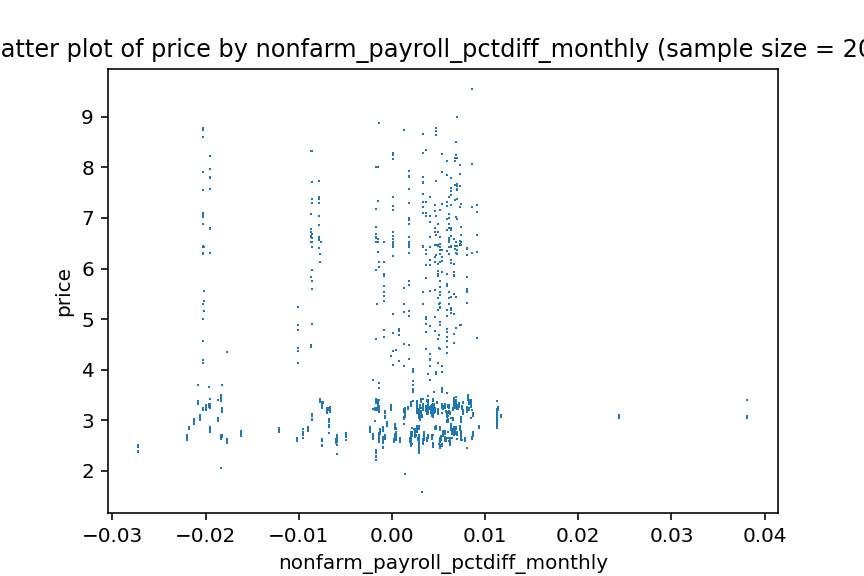 atter plot of price by nonfarm_payroll_pctdiff_monthly (sample size = 20
9
8
7
6
5
4
3
2
price
−0.03 −0.02 −0.01 0.00 0.01 0.02 0.03 0.04
nonfarm_payroll_pctdiff_monthly